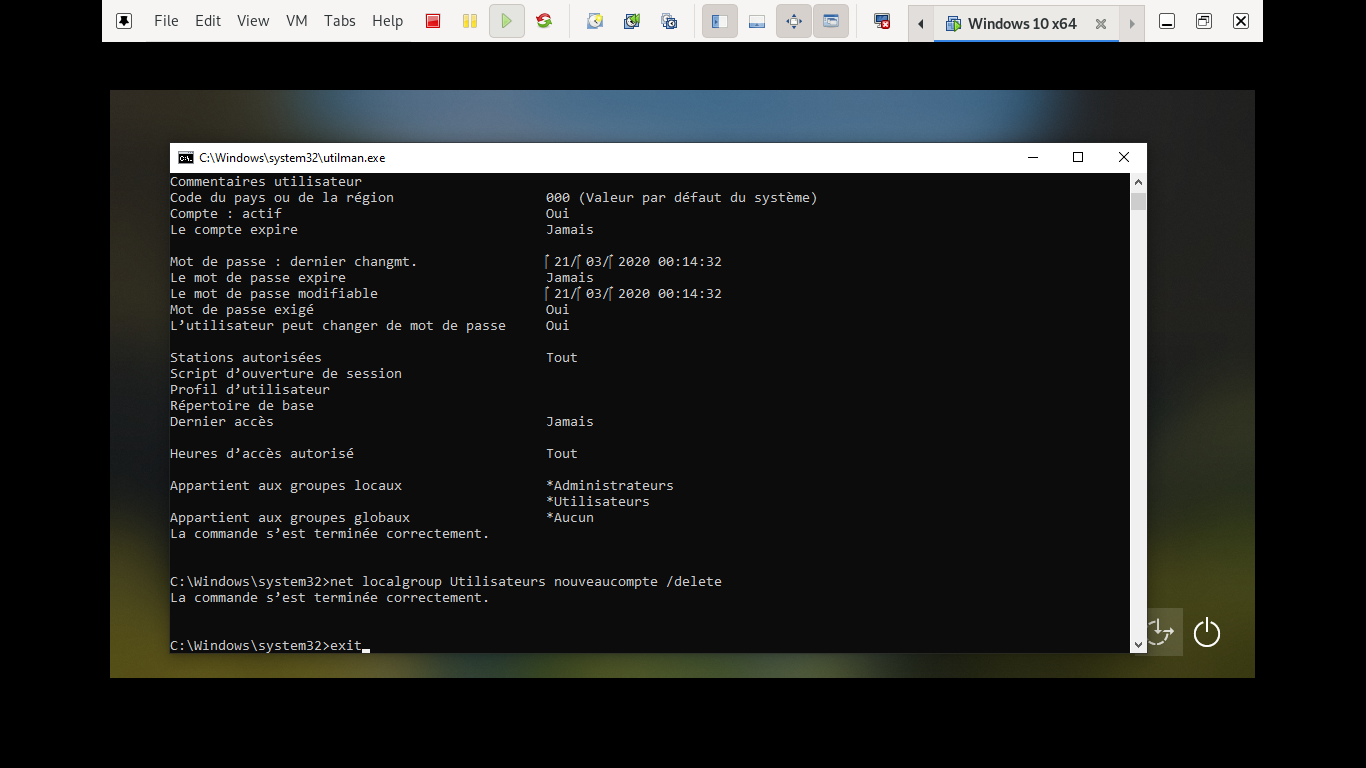 File Edit View VM Tabs Help
Windows 10 x64
C:\Windows\system32\utilman.exe
Commentaires utilisateur
Code du pays ou de la région 000 (Valeur par défaut du système)
Compte : actif Oui
Le compte expire Jamais
Mot de passe : dernier changmt. 21/ 03/ 2020 00:14:32
Le mot de passe expire Jamais
Le mot de passe modifiable 21/ 03/ 2020 00:14:32
Mot de passe exigé Oui
L’utilisateur peut changer de mot de passe Oui
Stations autorisées Tout
Script d’ouverture de session
Profil d’utilisateur
Répertoire de base
Dernier accès Jamais
Heures d’accès autorisé Tout
Appartient aux groupes locaux *Administrateurs
*Utilisateurs
Appartient aux groupes globaux *Aucun
La commande s’est terminée correctement.
C:\Windows\system32>net localgroup Utilisateurs nouveaucompte /delete
La commande s’est terminée correctement.
C:\Windows\system32>exit